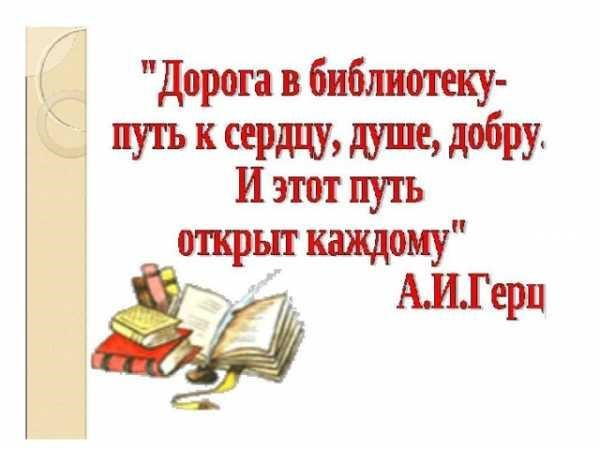 "Дорога в библиотеку-
путь к сердцу, душе, добру.
И этот путь
открыт каждому"
А.И.Герц